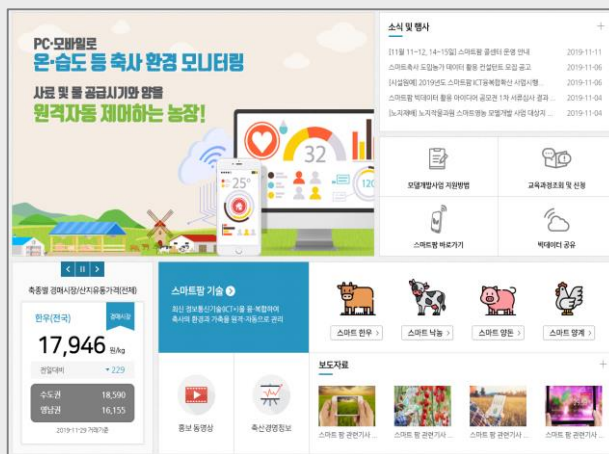 PC·모바일로
온·습도 등 축사 환경 모니터링
사료 및 물 공급시기와 양을
원격자동 제어하는 농장!
32
25°
120
소식 및 행사
[11월 11~12, 14~15일] 스마트팜 콜센터 운영 안내 2019-11-11
스마트축사 도입농가 데이터 활용 컨설턴트 모집 공고 2019-11-06
[시설원예] 2019년도 스마트팜 ICT융복합확산 사업시행... 2019-11-06
스마트팜 빅데이터 활용 아이디어 공모전 1차 서류심사 결과 ... 2019-11-04
[노지채배] 노지작물과원 스마트영농 모델개발 사업 대상지 ... 2019-11-04
모델개발사업 지원방법
교육과정조회 및 신청
스마트팜 바로가기
빅데이터 공유
축종별 경매시장/산지유통가격(전체)
한우(전국)
경매시장
17,946 원/kg
전일대비 229
수도권 18,590
영남권 16,155
2019-11-29 거래기준
스마트팜 기술
최신 정보통신기술(ICT+)을 융·복합하여
축사의 환경과 가축을 원격·자동으로 관리
홍보 동영상
축산경영정보
스마트 한우 >
스마트 낙농 >
스마트 양돈 >
스마트 양계 >
보도자료
스마트 팜 관련기사 ...
스마트 팜 관련기사 ...
스마트 팜 관련기사 ...
스마트 팜 관련기사 ...